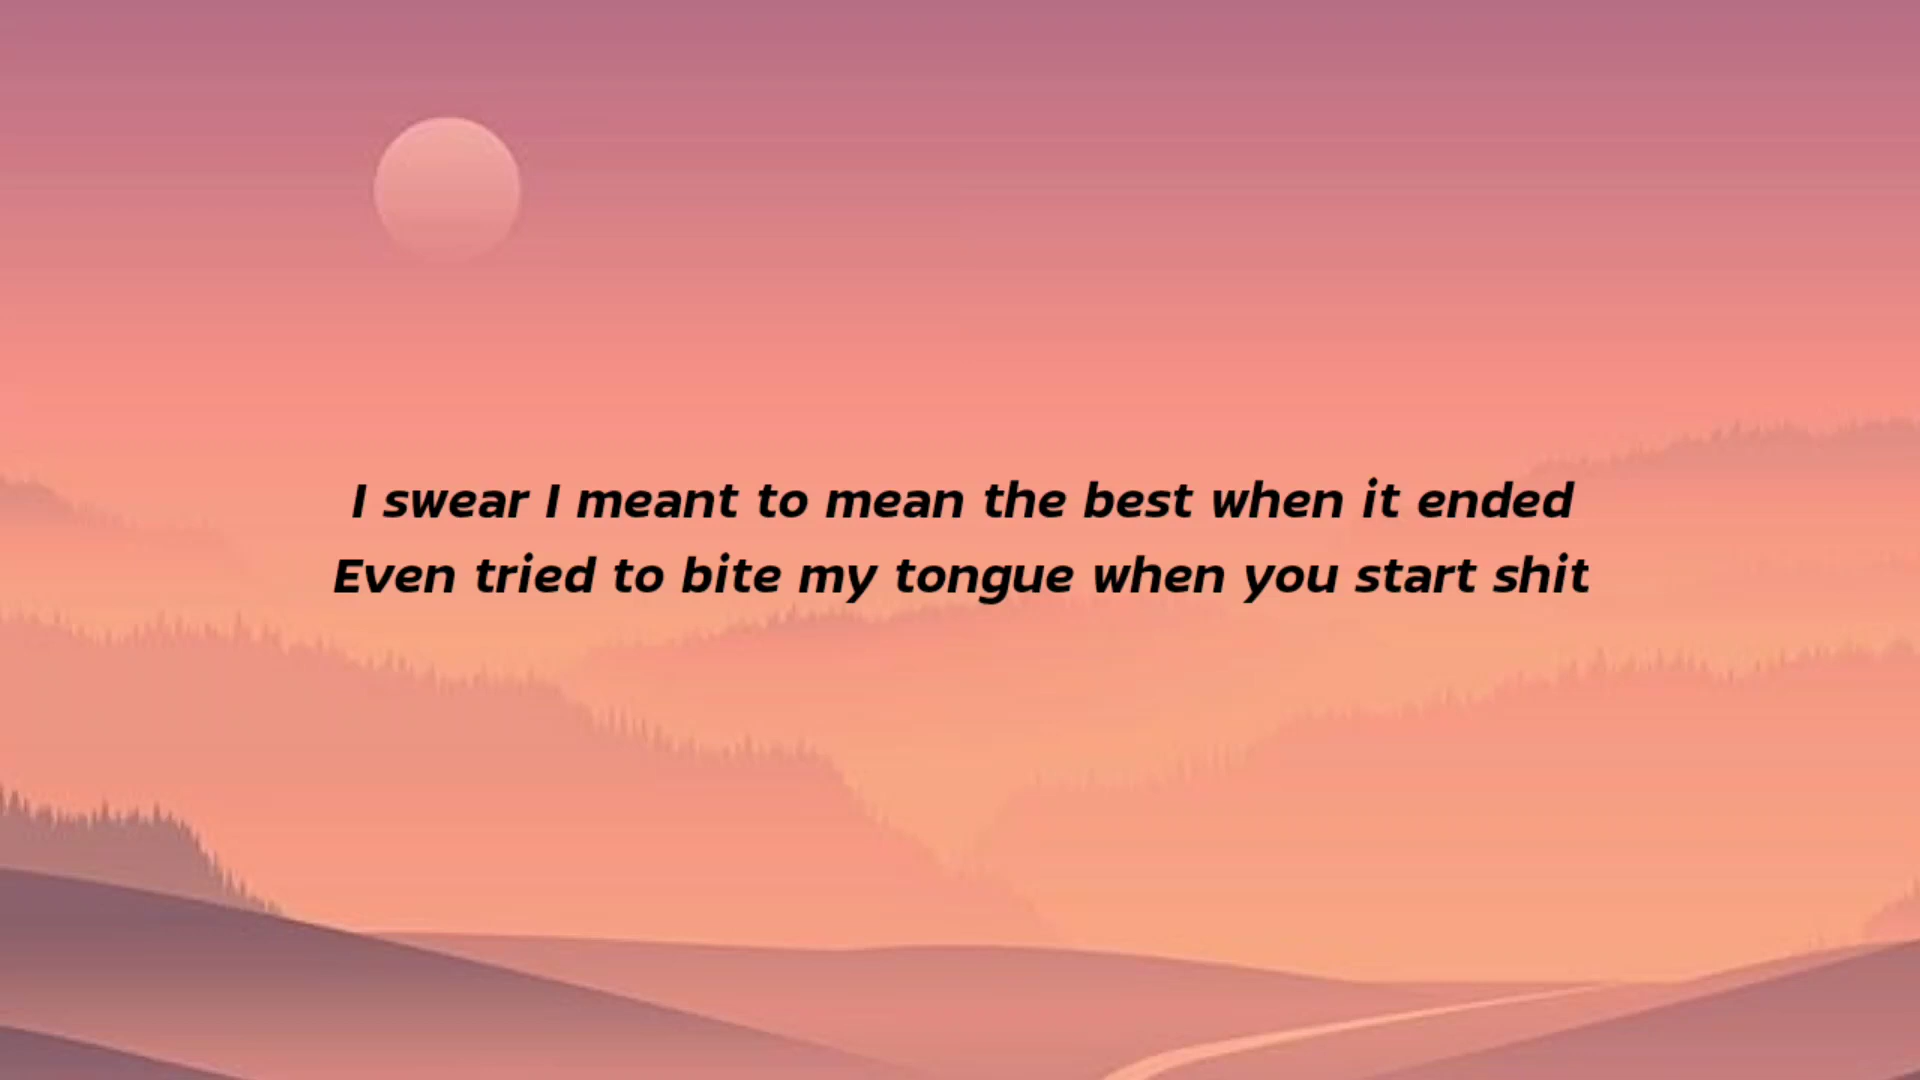 I swear I meant to mean the best when it ended
Even tried to bite my tongue when you start shit